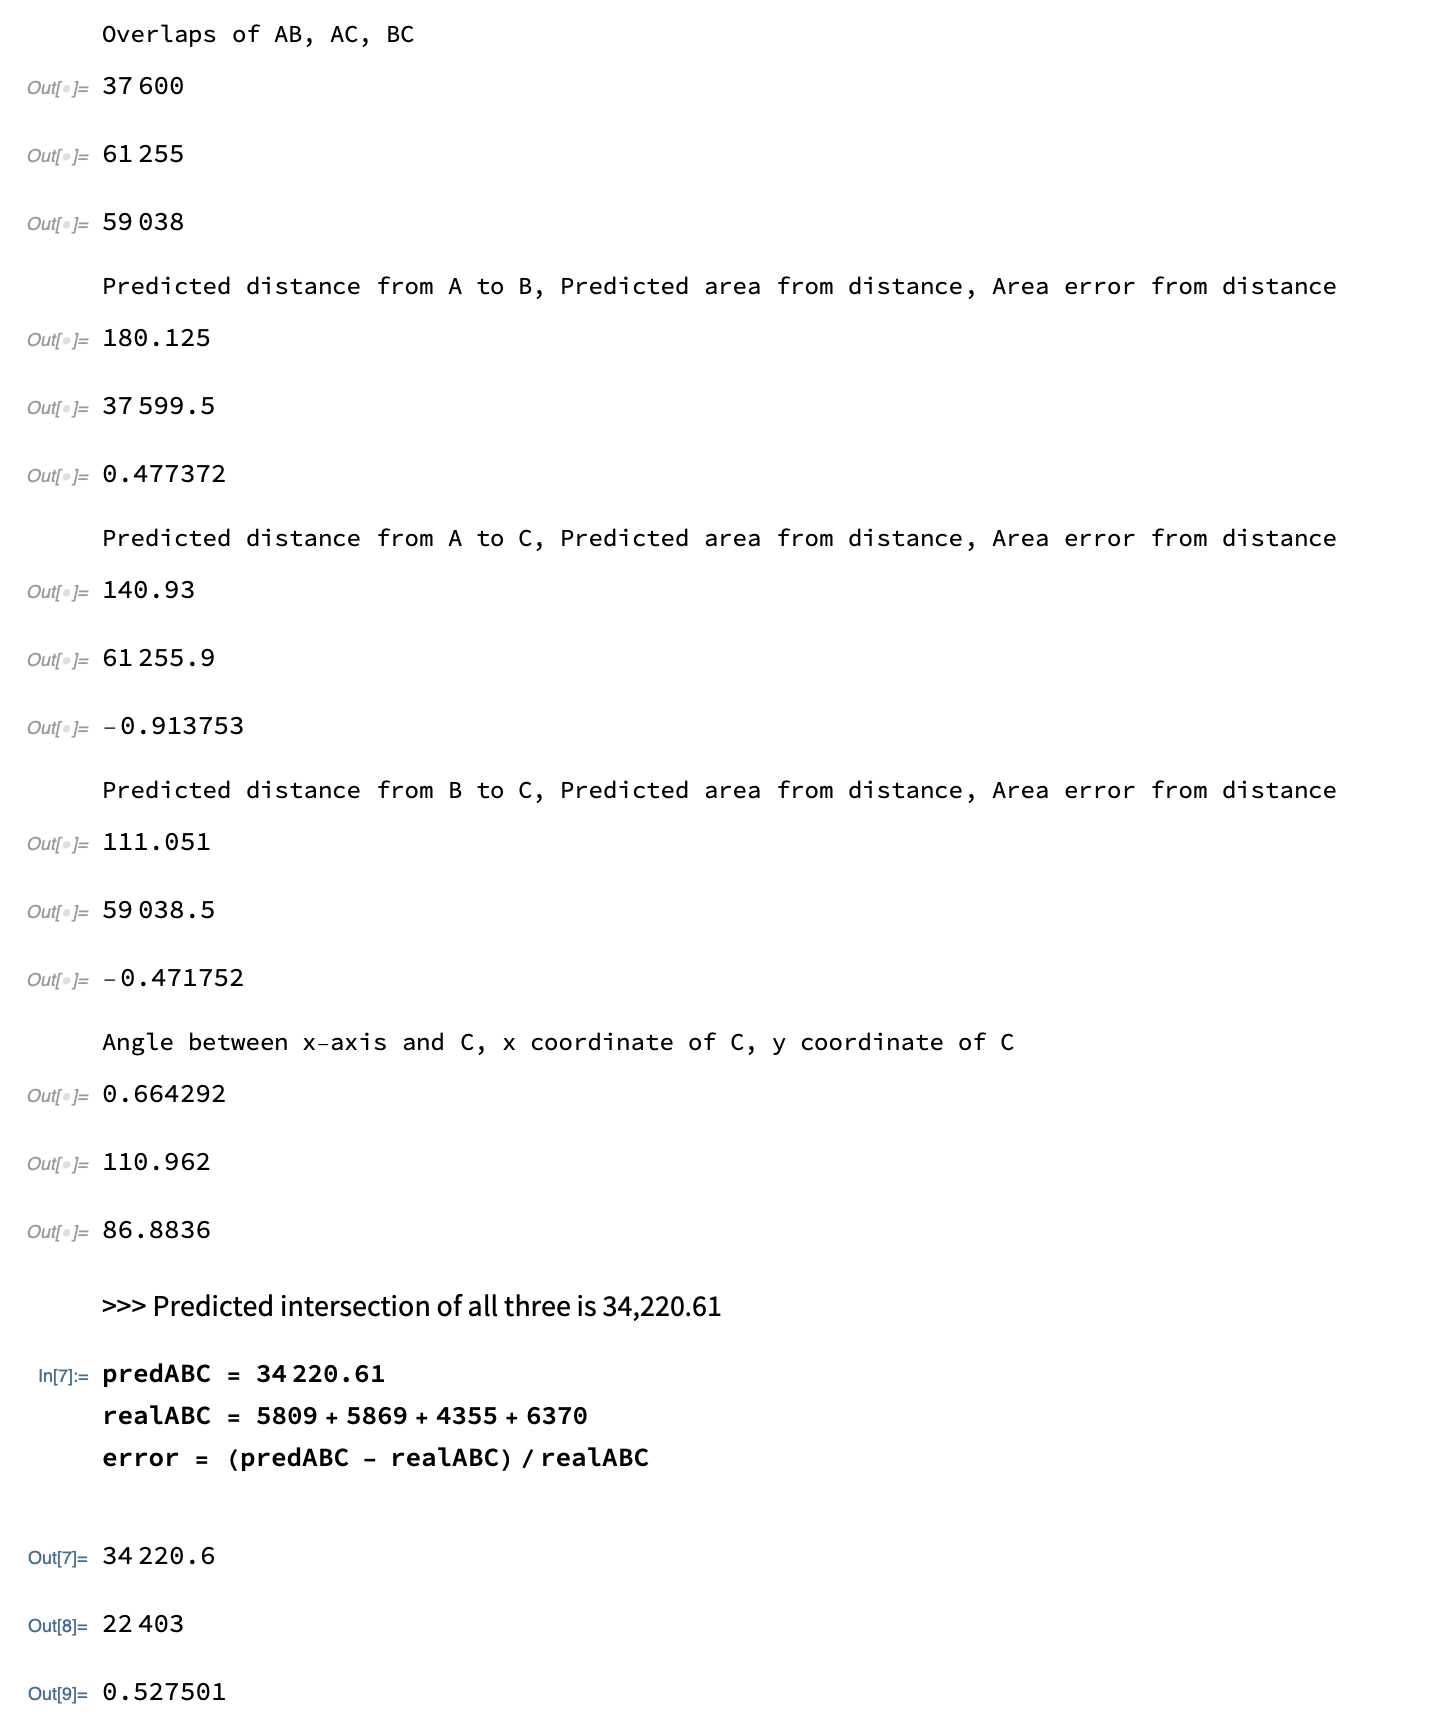 Overlaps of AB, AC, BC
Out[•]= 37 600
Out[•]= 61 255
Out[•]= 59 038
Predicted distance from A to B, Predicted area from distance, Area error from distance
Out[•]= 180.125
Out[•]= 37 599.5
Out[•]= 0.477372
Predicted distance from A to C, Predicted area from distance, Area error from distance
Out[•]= 140.93
Out[•]= 61 255.9
Out[•]= -0.913753
Predicted distance from B to C, Predicted area from distance, Area error from distance
Out[•]= 111.051
Out[•]= 59 038.5
Out[•]= -0.471752
Angle between x-axis and C, x coordinate of C, y coordinate of C
Out[•]= 0.664292
Out[•]= 110.962
Out[•]= 86.8836
>>> Predicted intersection of all three is 34,220.61
In[7]:= predABC = 34 220.61
realABC = 5809 + 5869 + 4355 + 6370
error = (predABC - realABC) / realABC
Out[7]= 34 220.6
Out[8]= 22 403
Out[9]= 0.527501